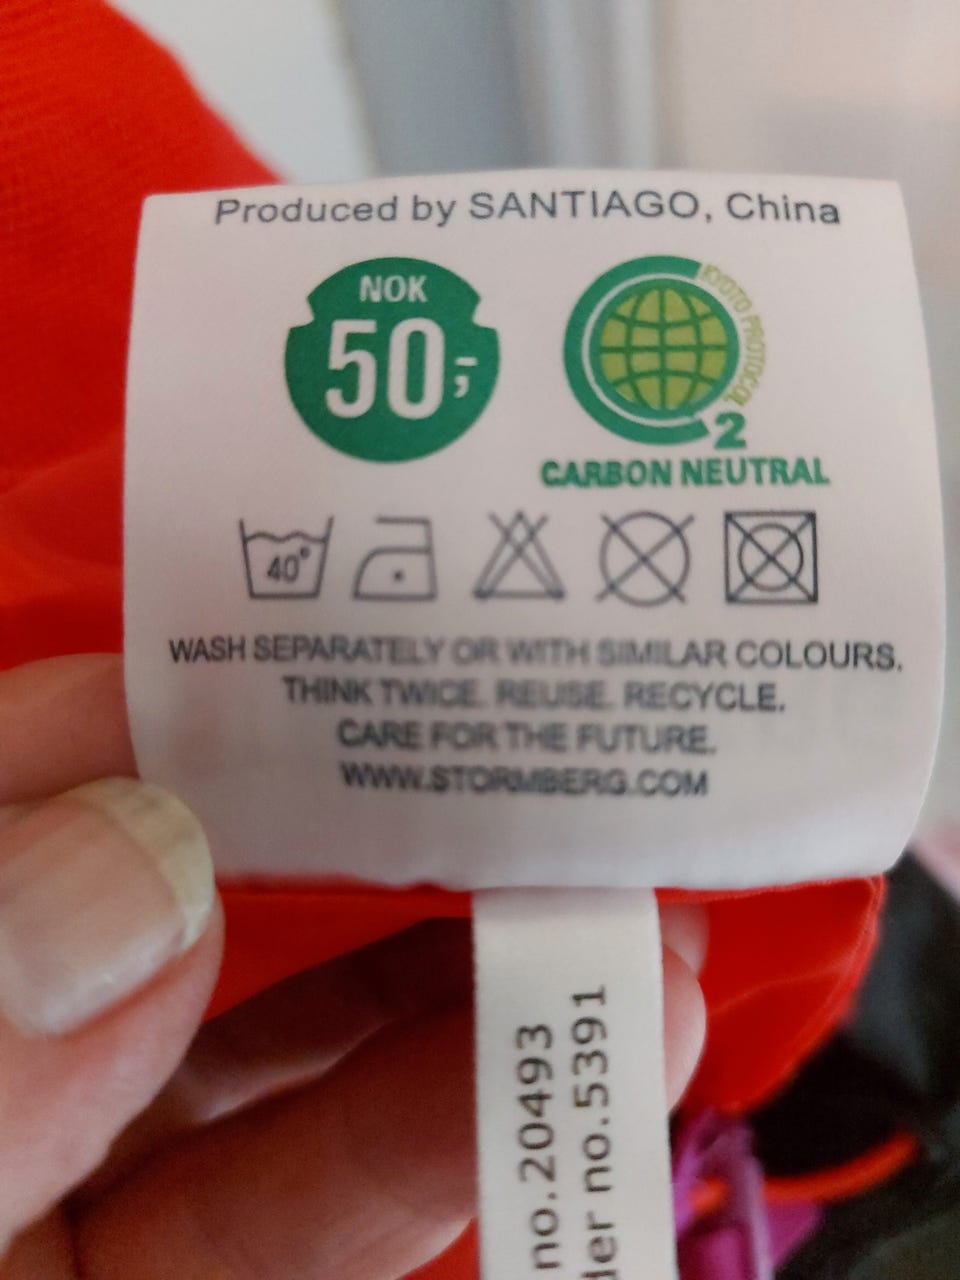 Produced by SANTIAGO, China
NOK
50,-
KYOTO PROTOCOL
2
CARBON NEUTRAL
40°
WASH SEPARATELY OR WITH SIMILAR COLOURS.
THINK TWICE. REUSE. RECYCLE.
CARE FOR THE FUTURE.
WWW.STORMBERG.COM
no.20493
der no.5391